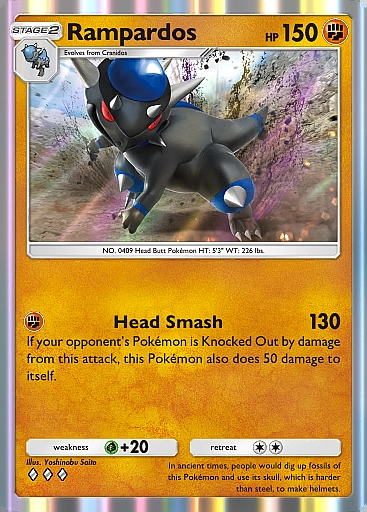 STAGE 2
Rampardos
HP 150
Evolves from Cranidos
NO. 0409 Head Butt Pokémon HT: 5'3" WT: 226 lbs.
Head Smash 130
If your opponent's Pokémon is Knocked Out by damage
from this attack, this Pokémon also does 50 damage to
itself.
weakness +20
retreat
Illus. Yoshinobu Saito
In ancient times, people would dig up fossils of
this Pokémon and use its skull, which is harder
than steel, to make helmets.